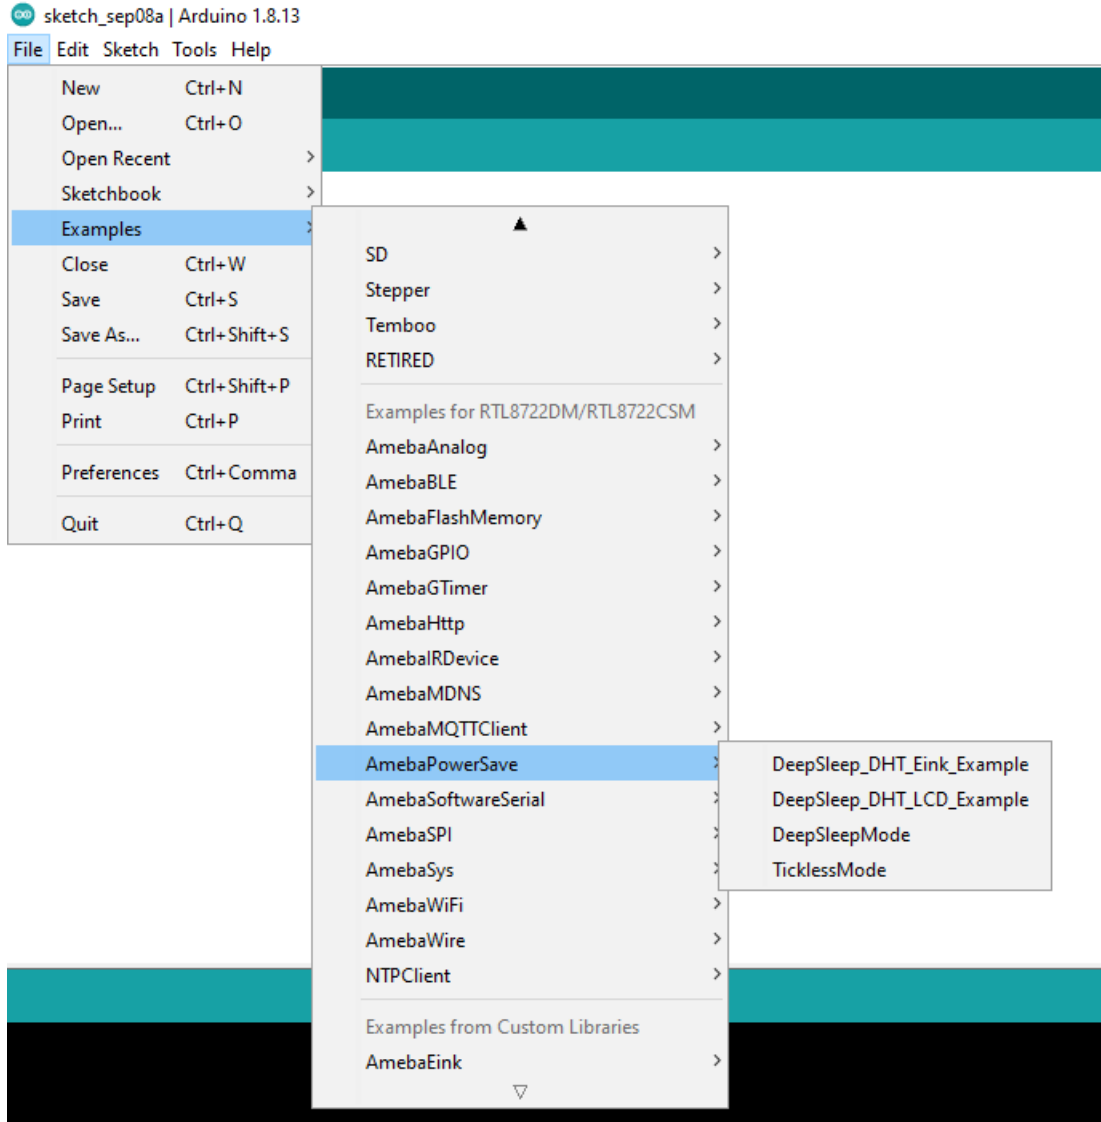 sketch_sep08a | Arduino 1.8.13
File Edit Sketch Tools Help
New Ctrl+N
Open... Ctrl+O
Open Recent
Sketchbook
Examples
Close Ctrl+W
Save Ctrl+S
Save As... Ctrl+Shift+S
Page Setup Ctrl+Shift+P
Print Ctrl+P
Preferences Ctrl+Comma
Quit Ctrl+Q
SD
Stepper
Temboo
RETIRED
Examples for RTL8722DM/RTL8722CSM
AmebaAnalog
AmebaBLE
AmebaFlashMemory
AmebaGPIO
AmebaGTimer
AmebaHttp
AmebaIRDevice
AmebaMDNS
AmebaMQTTClient
AmebaPowerSave
AmebaSoftwareSerial
AmebaSPI
AmebaSys
AmebaWiFi
AmebaWire
NTPClient
Examples from Custom Libraries
AmebaEink
DeepSleep_DHT_Eink_Example
DeepSleep_DHT_LCD_Example
DeepSleepMode
TicklessMode